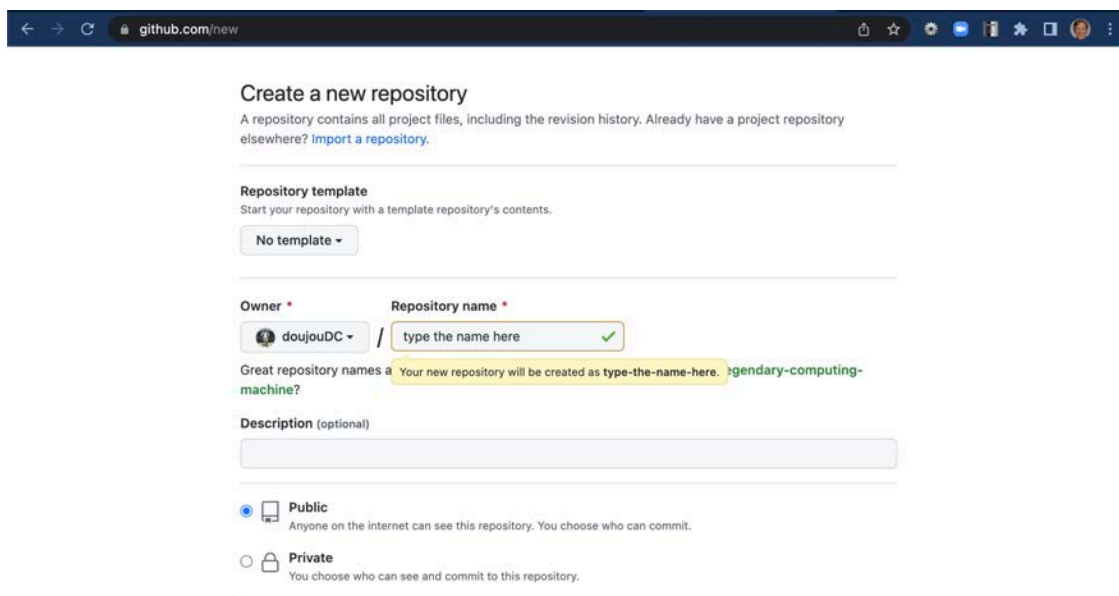 github.com/new
Create a new repository
A repository contains all project files, including the revision history. Already have a project repository
elsewhere? Import a repository.
Repository template
Start your repository with a template repository's contents.
No template
Owner * Repository name *
doujouDC / type the name here
Great repository names a
Your new repository will be created as type-the-name-here.
egendary-computing-
machine?
Description (optional)
Public
Anyone on the internet can see this repository. You choose who can commit.
Private
You choose who can see and commit to this repository.